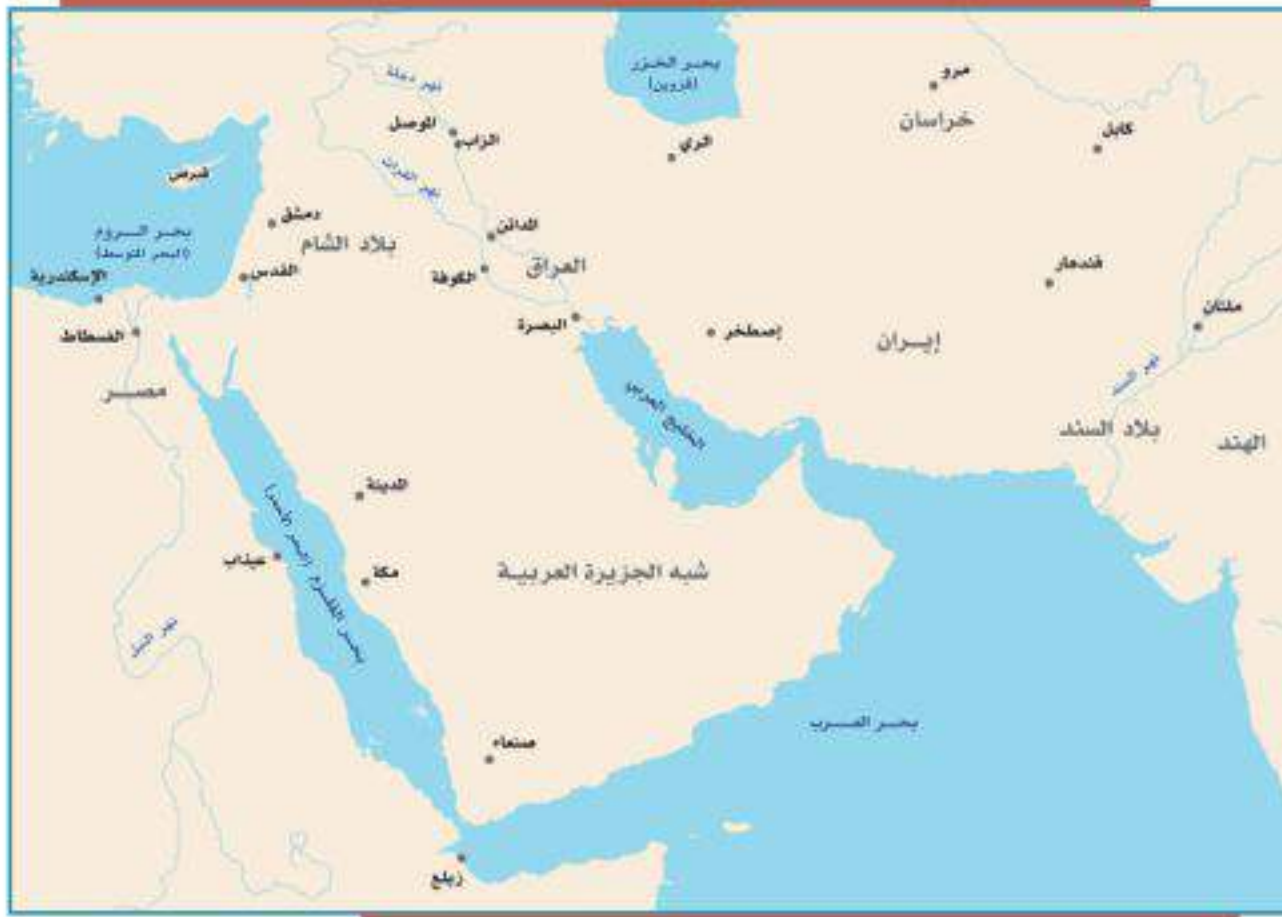 بحر الخزر
(قزوين)
مرو
خراسان
كابل
نهر دجلة
الموصل
الزاب
الري
نهر الفرات
قبرص
دمشق
بلاد الشام
المدائن
العراق
بحر الروم
(البحر المتوسط)
القدس
الكوفة
قندهار
الإسكندرية
الفسطاط
البصرة
إصطخر
إيران
ملتان
نهر السند
مصر
الخليج العربي
بلاد السند
الهند
المدينة
بحر القلزم (البحر الأحمر)
عيذاب
مكة
شبه الجزيرة العربية
نهر النيل
بحر العرب
صنعاء
زيلع